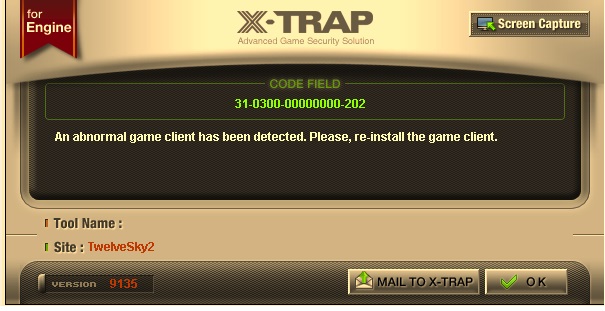 for
Engine
X-TRAP
Advanced Game Security Solution
Screen Capture
CODE FIELD
31-0300-00000000-202
An abnormal game client has been detected. Please, re-install the game client.
Tool Name :
Site : TwelveSky2
VERSION 9135
MAIL TO X-TRAP
OK